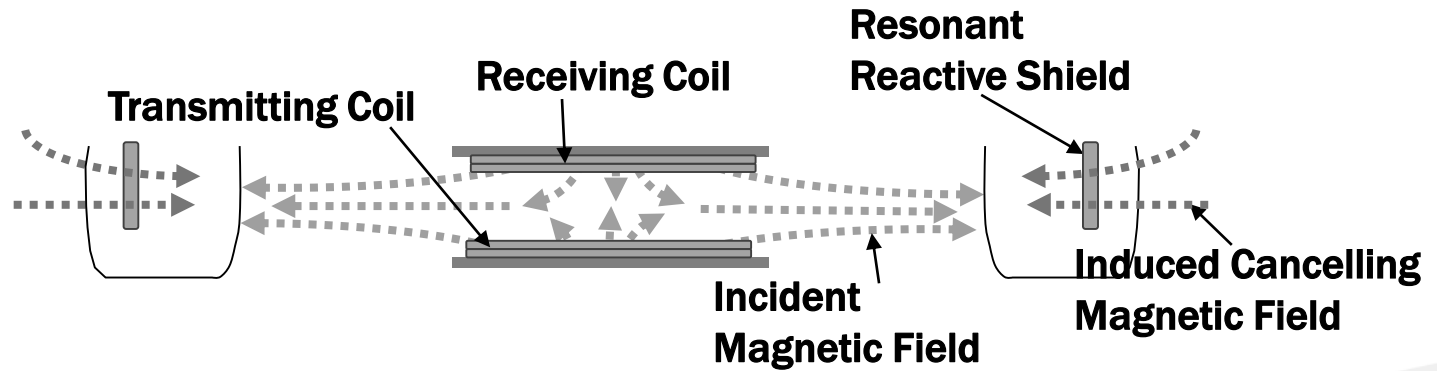 Resonant
Reactive Shield
Receiving Coil
Transmitting Coil
Induced Cancelling
Magnetic Field
Incident
Magnetic Field